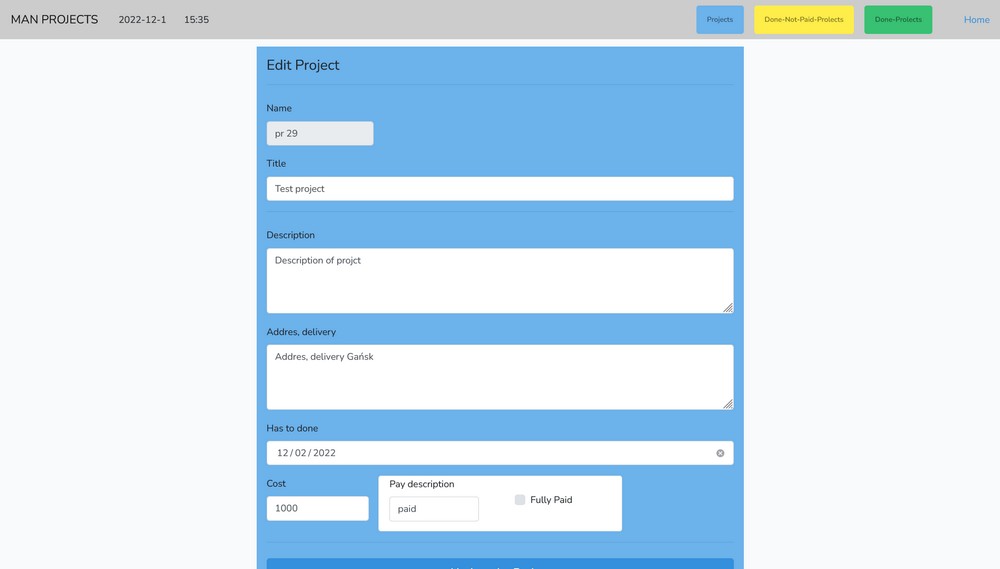 MAN PROJECTS 2022-12-1 15:35 Projects Done-Not-Paid-Prolects Done-Prolects Home
Edit Project
Name
pr 29
Title
Test project
Description
Description of projct
Addres, delivery
Addres, delivery Gańsk
Has to done
12/02/2022
Cost
1000
Pay description
paid
Fully Paid